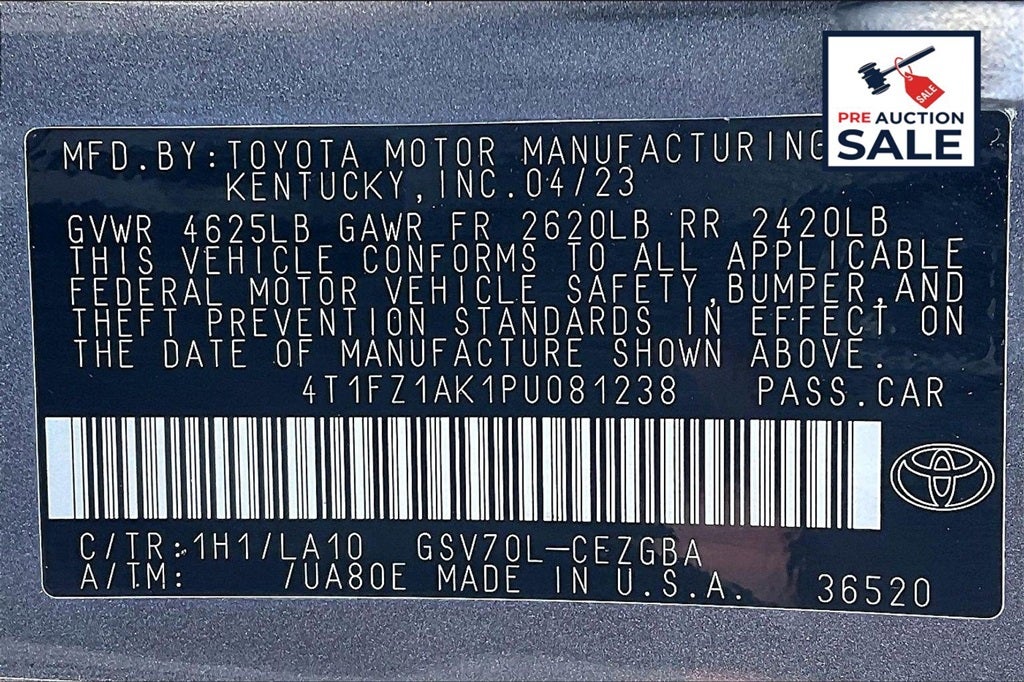 PRE AUCTION
SALE
SALE
MFD.BY:TOYOTA MOTOR MANUFACTURING
KENTUCKY,INC.04/23
GVWR 4625LB GAWR FR 2620LB RR 2420LB
THIS VEHICLE CONFORMS TO ALL APPLICABLE
FEDERAL MOTOR VEHICLE SAFETY,BUMPER,AND
THEFT PREVENTION STANDARDS IN EFFECT ON
THE DATE OF MANUFACTURE SHOWN ABOVE.
4T1FZ1AK1PU081238 PASS.CAR
C/TR:1H1/LA10 GSV70L-CEZGBA
A/TM: /UA80E MADE IN U.S.A. 36520